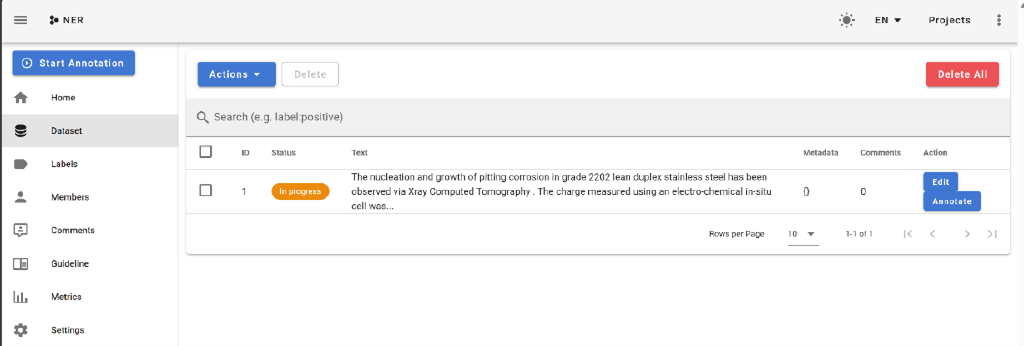 NER
EN
Projects
Start Annotation
Home
Dataset
Labels
Members
Comments
Guideline
Metrics
Settings
Actions
Delete
Delete All
Search (e.g. label:positive)
ID Status Text Metadata Comments Action
1 In progress
The nucleation and growth of pitting corrosion in grade 2202 lean duplex stainless steel has been
observed via Xray Computed Tomography . The charge measured using an electro-chemical in-situ
cell was...
{} 0
Edit
Annotate
Rows per Page 10 1-1 of 1